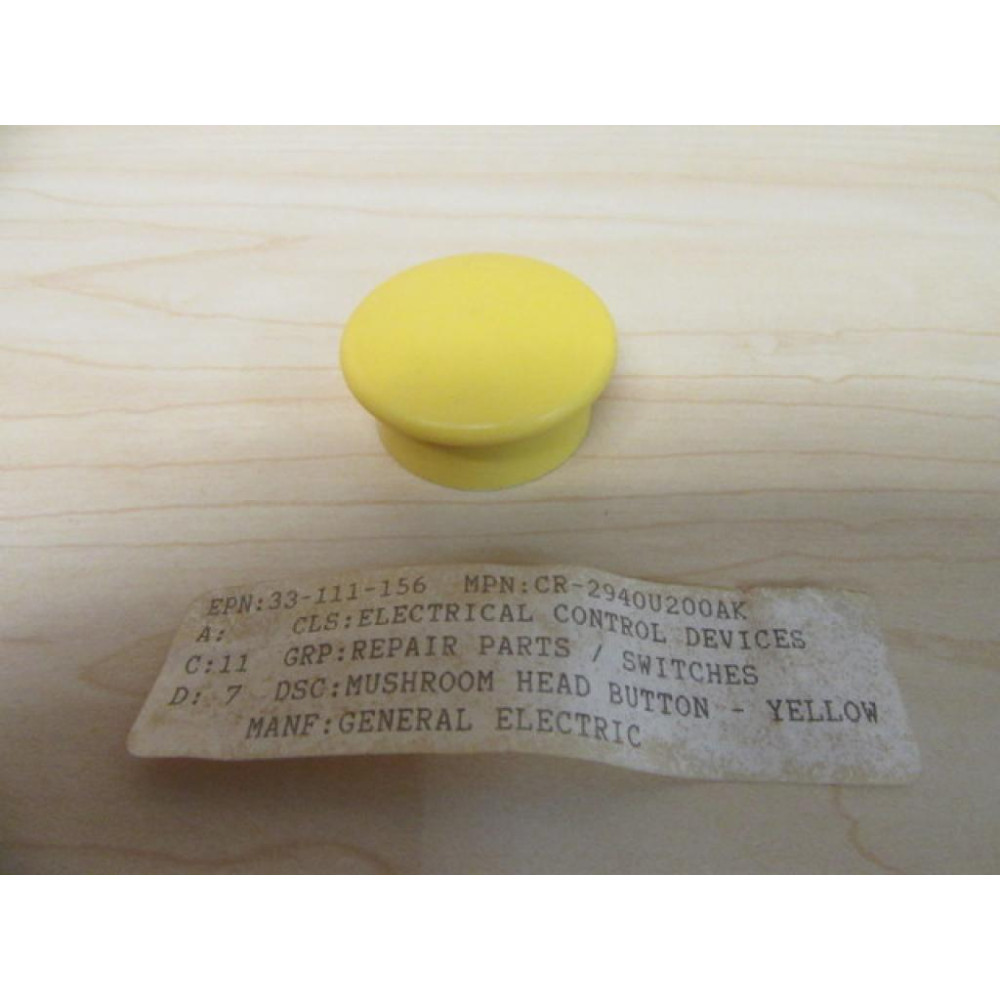 EPN:33-111-156 MPN:CR-2940U200AK
A: CLS:ELECTRICAL CONTROL DEVICES
C:11 GRP:REPAIR PARTS / SWITCHES
D: 7 DSC:MUSHROOM HEAD BUTTON - YELLOW
MANF:GENERAL ELECTRIC